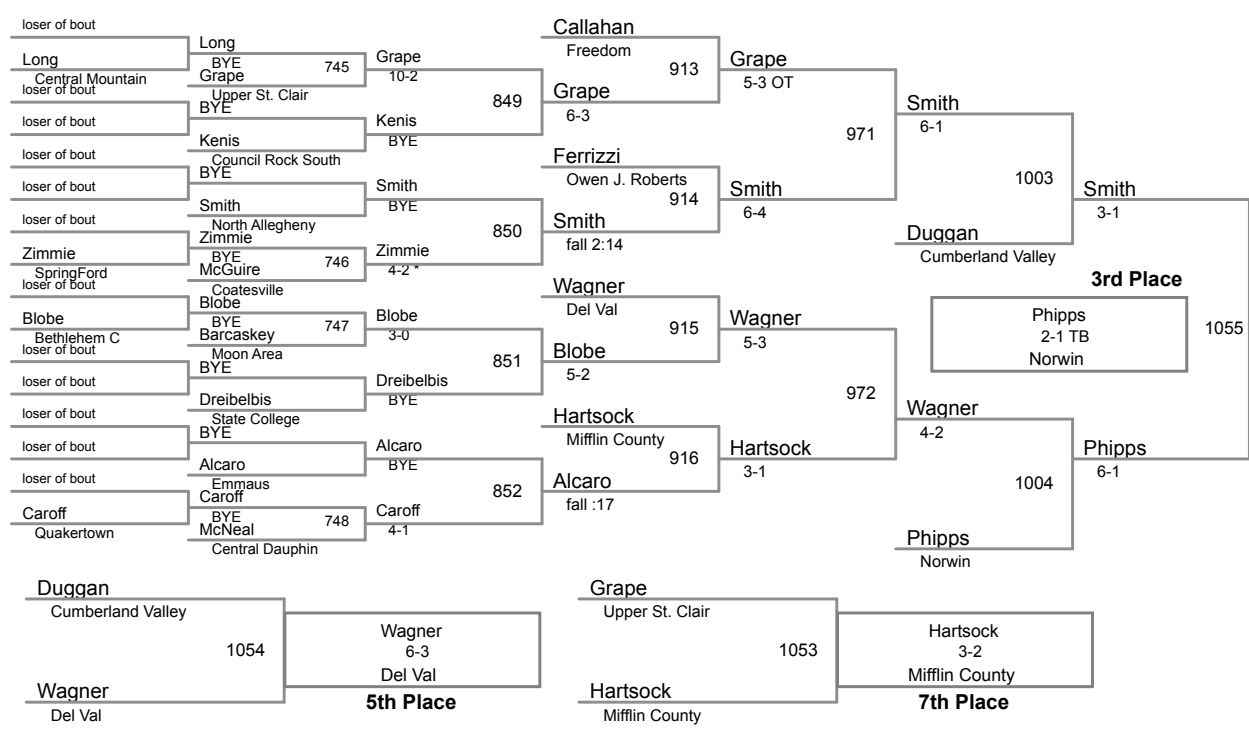 loser of bout
Long
Central Mountain
loser of bout
loser of bout
loser of bout
loser of bout
loser of bout
Zimmie
SpringFord
loser of bout
Blobe
Bethlehem C
loser of bout
loser of bout
loser of bout
loser of bout
loser of bout
Caroff
Quakertown
Long
BYE
745
Grape
Upper St. Clair
BYE
Kenis
Council Rock South
BYE
Smith
North Allegheny
Zimmie
BYE
746
McGuire
Coatesville
Blobe
BYE
747
Barcaskey
Moon Area
BYE
Dreibelbis
State College
BYE
Alcaro
Emmaus
Caroff
BYE
748
McNeal
Central Dauphin
Grape
10-2
849
Kenis
BYE
Smith
BYE
850
Zimmie
4-2 *
Blobe
3-0
851
Dreibelbis
BYE
Alcaro
BYE
852
Caroff
4-1
Callahan
Freedom
913
Grape
6-3
Ferrizzi
Owen J. Roberts
914
Smith
fall 2:14
Wagner
Del Val
915
Blobe
5-2
Hartsock
Mifflin County
916
Alcaro
fall :17
Grape
5-3 OT
971
Smith
6-4
Wagner
5-3
972
Hartsock
3-1
Smith
6-1
1003
Duggan
Cumberland Valley
Wagner
4-2
1004
Phipps
Norwin
Smith
3-1
3rd Place
Phipps
2-1 TB
Norwin
1055
Phipps
6-1
Duggan
Cumberland Valley
1054
Wagner
Del Val
Wagner
6-3
Del Val
5th Place
Grape
Upper St. Clair
1053
Hartsock
Mifflin County
Hartsock
3-2
Mifflin County
7th Place